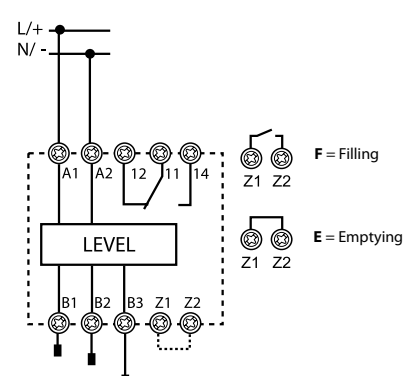 L/+
N/ -
A1 A2 12 11 14
Z1 Z2
F = Filling
LEVEL
Z1 Z2
E = Emptying
B1 B2 B3 Z1 Z2